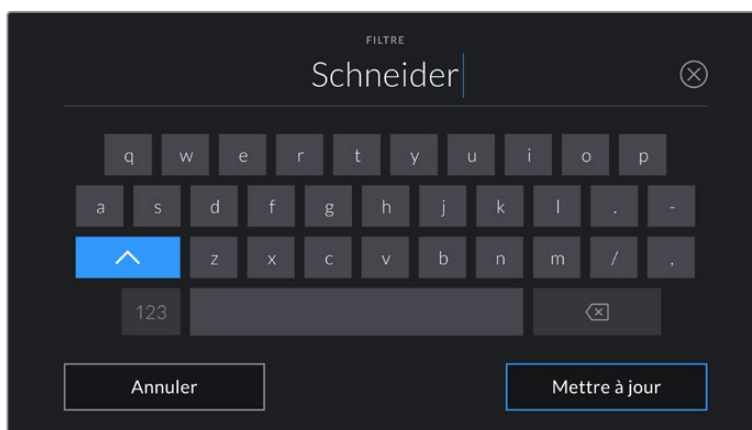 FILTRE
Schneider
q w e r t y u i o p
a s d f g h j k l . -
z x c v b n m / ,
123
Annuler Mettre à jour